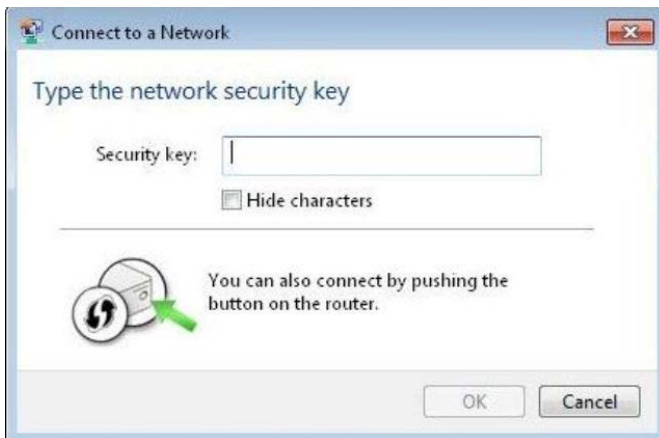 Connect to a Network
Type the network security key
Security key:
Hide characters
You can also connect by pushing the
button on the router.
OK
Cancel